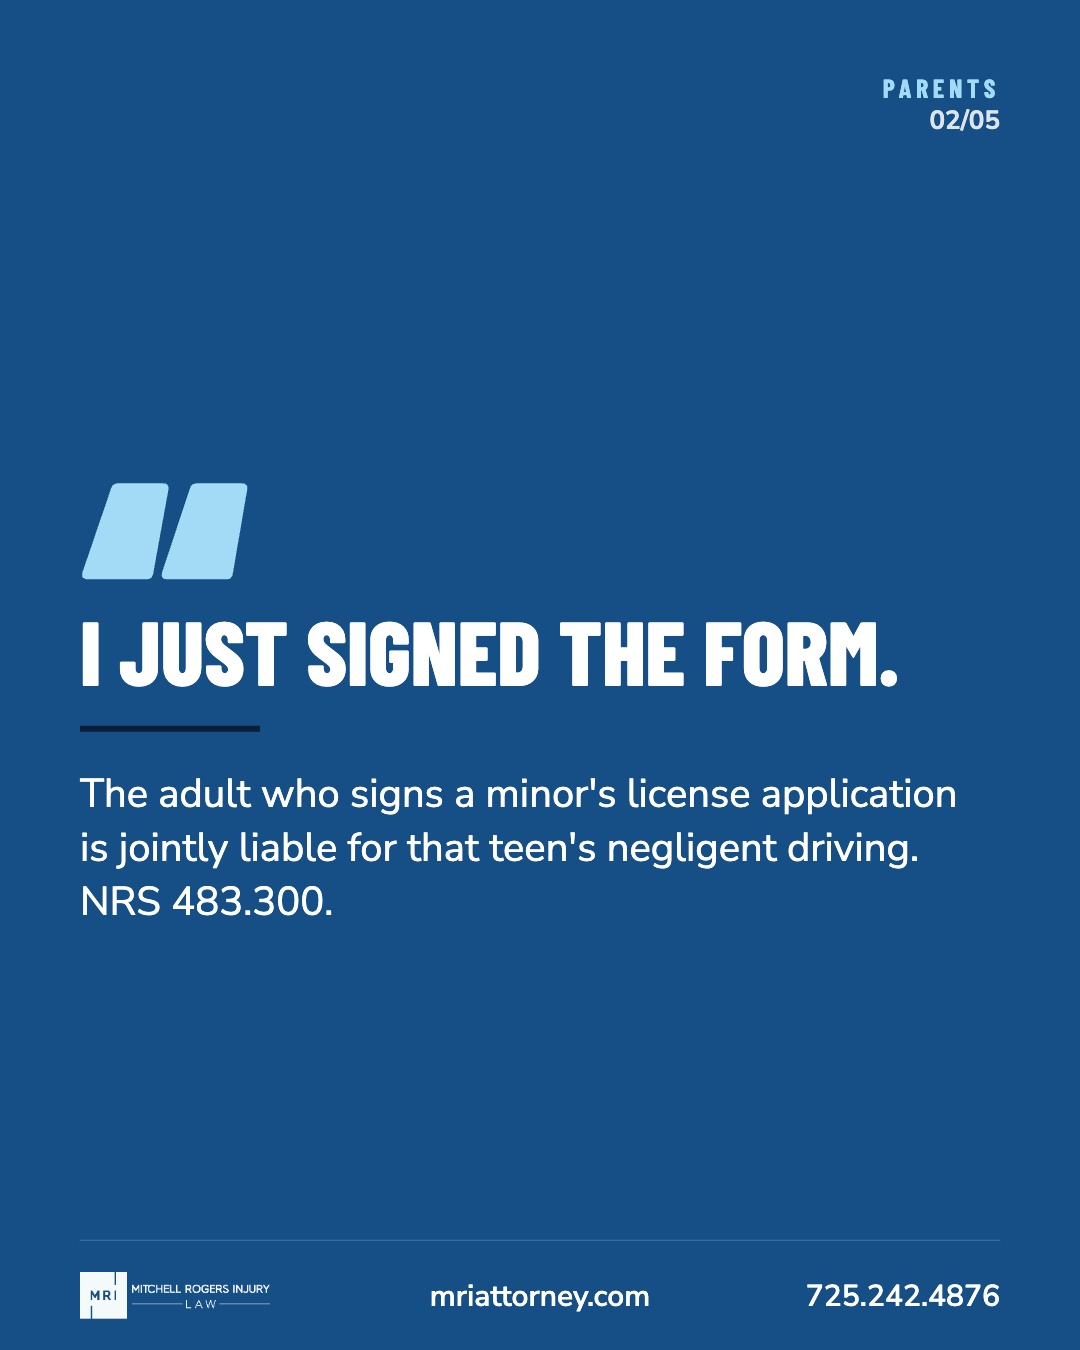 PARENTS
02/05
“
I JUST SIGNED THE FORM.
The adult who signs a minor's license application
is jointly liable for that teen's negligent driving.
NRS 483.300.
MRI
MITCHELL ROGERS INJURY
LAW
mriattorney.com
725.242.4876